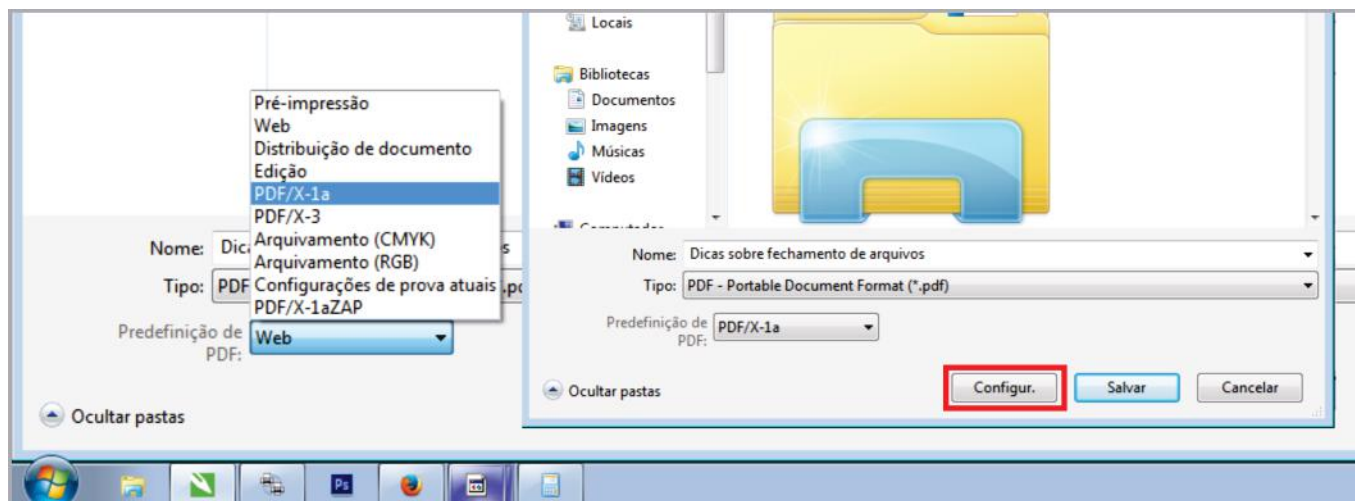 Pré-impressão
Web
Distribuição de documento
Edição
PDF/X-1a
PDF/X-3
Arquivamento (CMYK)
Arquivamento (RGB)
Configurações de prova atuais
PDF/X-1aZAP
Nome: Dic
Tipo: PDF
Predefinição de PDF: Web
Ocultar pastas
Locais
Bibliotecas
Documentos
Imagens
Músicas
Vídeos
Nome: Dicas sobre fechamento de arquivos
Tipo: PDF - Portable Document Format (*.pdf)
Predefinição de
PDF: PDF/X-1a
Ocultar pastas
Configur. Salvar Cancelar
Ps